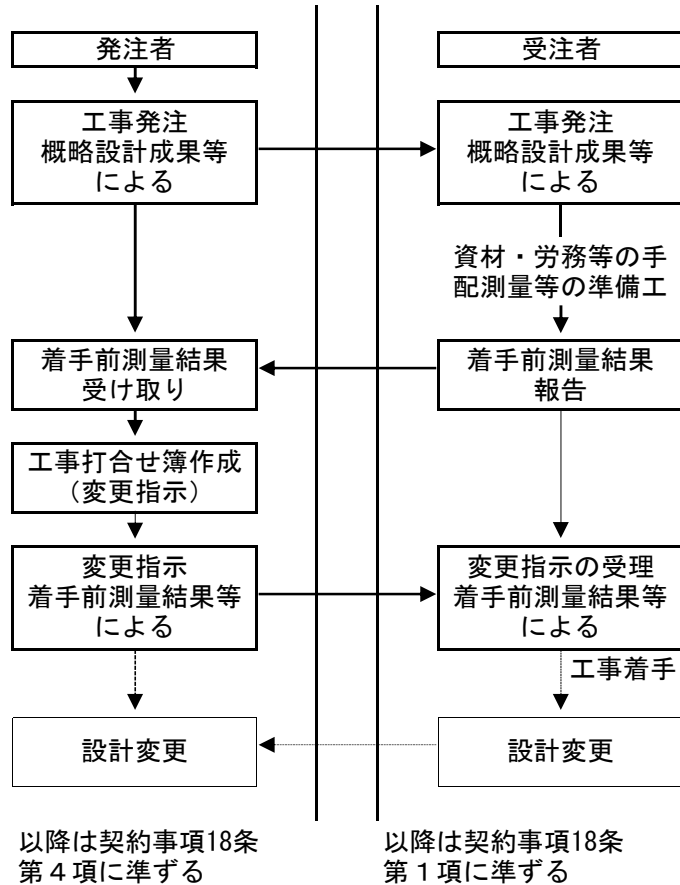 発注者
受注者
工事発注
概略設計成果等
による
工事発注
概略設計成果等
による
資材・労務等の手
配測量等の準備工
着手前測量結果
受け取り
着手前測量結果
報告
工事打合せ簿作成
（変更指示）
変更指示
着手前測量結果等
による
変更指示の受理
着手前測量結果等
による
工事着手
設計変更
設計変更
以降は契約事項18条
第４項に準ずる
以降は契約事項18条
第１項に準ずる